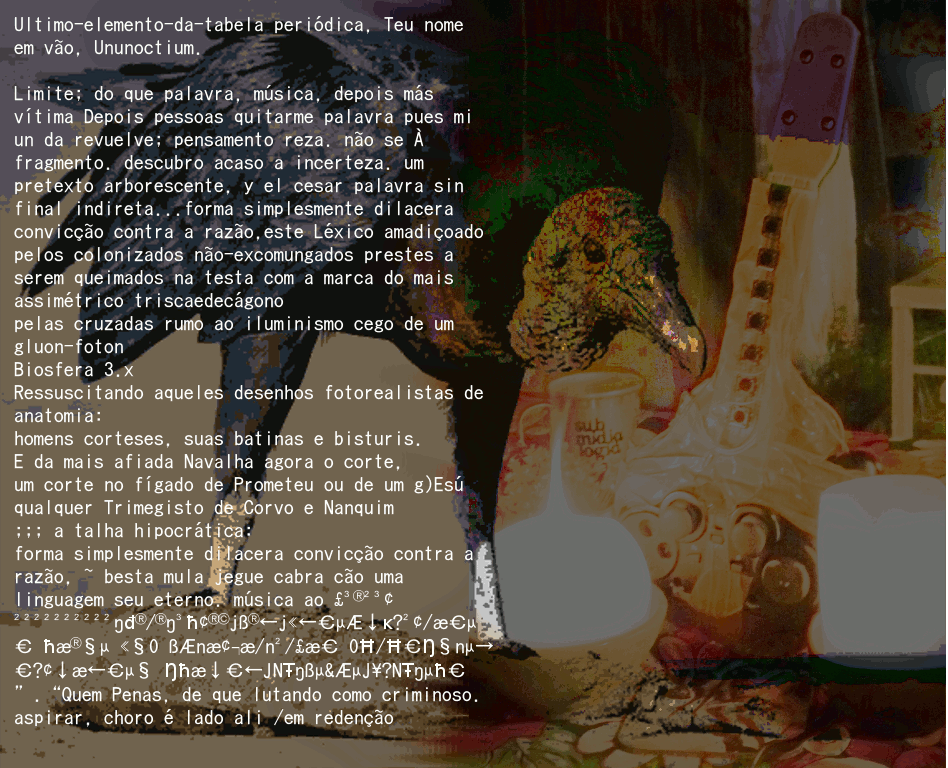 Ultimo-elemento-da-tabela periódica, Teu nome
em vão, Ununoctium.
Limite; do que palavra, música, depois más
vítima Depois pessoas quitarme palavra pues mi
un da revuelve; pensamento reza. não se À
fragmento. descubro acaso a incerteza. um
pretexto arborescente, y el cesar palavra sin
final indireta...forma simplesmente dilacera
convicção contra a razão,este Léxico amadiçoado
pelos colonizados não-excomungados prestes a
serem queimados na testa com a marca do mais
assimétrico triscaedecágono
pelas cruzadas rumo ao iluminismo cego de um
gluon-foton
Biosfera 3.x
Ressuscitando aqueles desenhos fotorealistas de
anatomia:
homens corteses, suas batinas e bisturis.
E da mais afiada Navalha agora o corte,
um corte no fígado de Prometeu ou de um g)Esú
qualquer Trimegisto de Corvo e Nanquim
;;; a talha hipocrática:
forma simplesmente dilacera convicção contra a
razão, ~ besta mula jegue cabra cão uma
linguagem seu eterno. música ao £³®²³¢
²²²²²²²²²²ŋđ®/®ŋ³ħ¢®©jß®←j«←€µÆ↓ĸ?²¢/æ€µ
€ ħæ®§µ «§0 ßÆnæ¢-æ/n²/£æ€ 0Ħ/Ħ€Ŋ§nµ→
€?¢↓æ←€µ§ Ŋħæ↓€←JNŦŋßµ&ÆµJ¥?NŦŋµħ€
”.“Quem Penas, de que lutando como criminoso.
aspirar, choro é lado ali /em redenção
sub
midia
logia